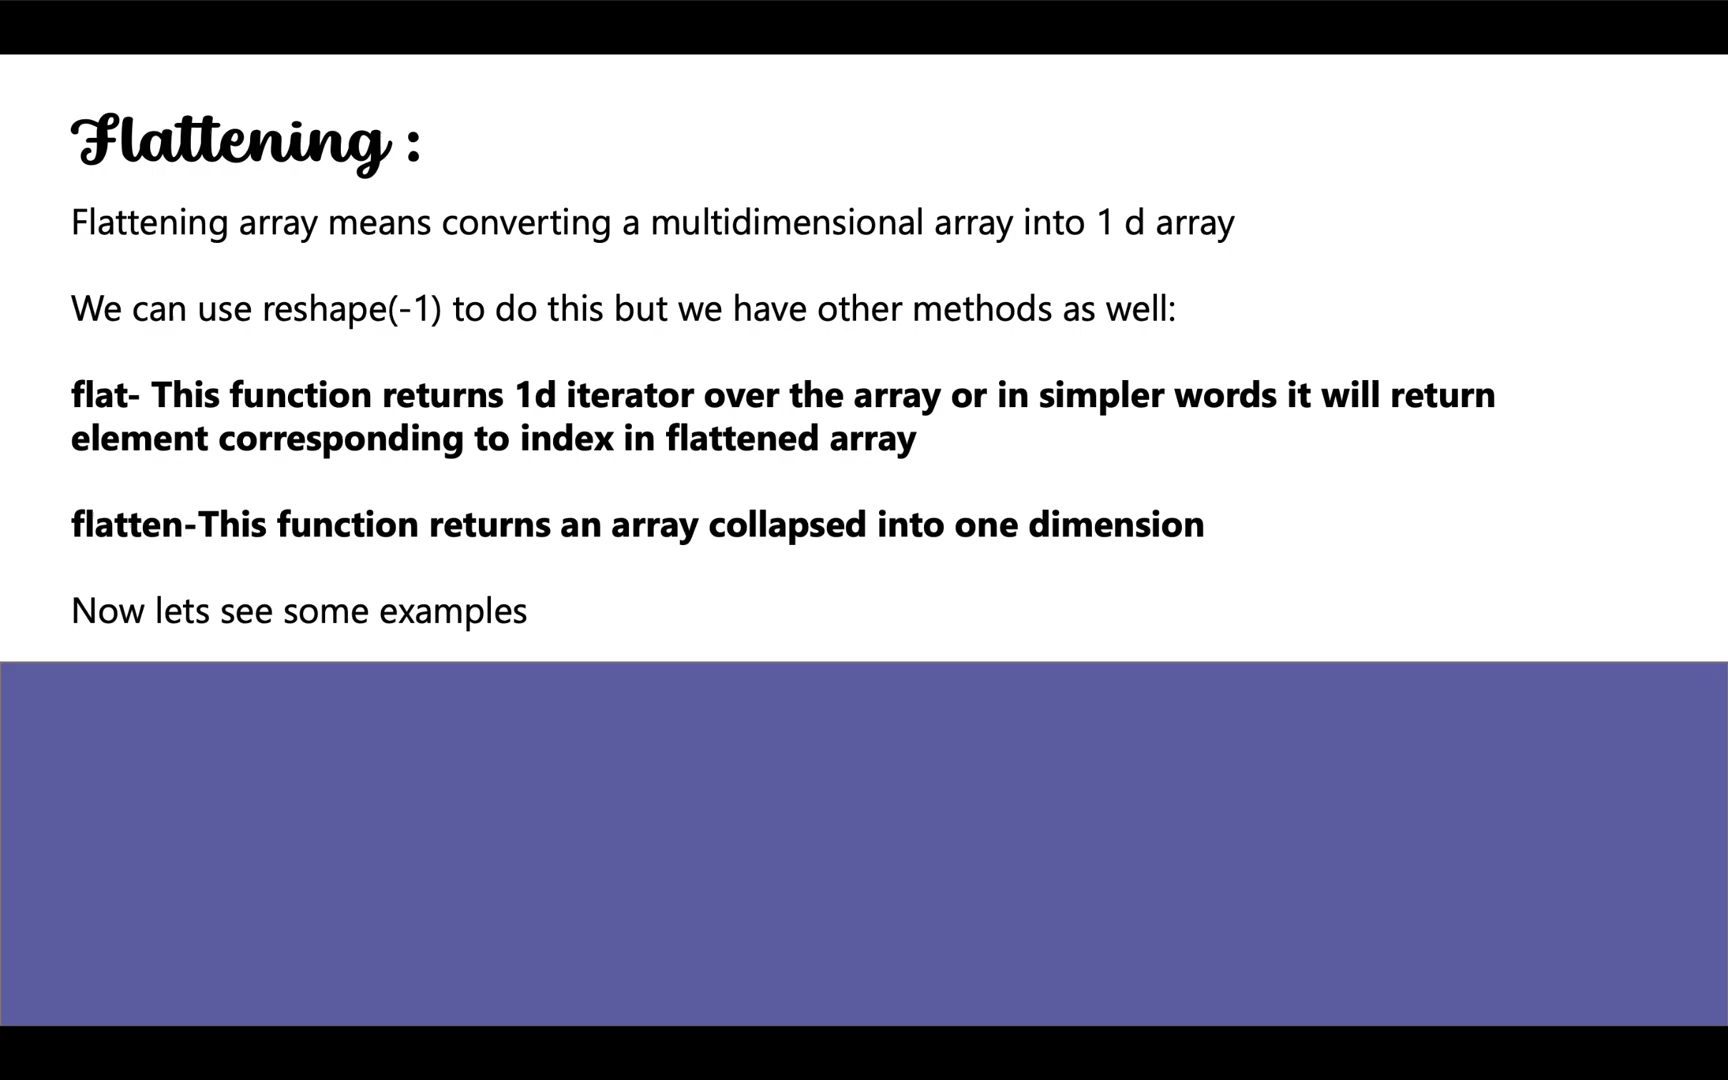 Flattening :
Flattening array means converting a multidimensional array into 1 d array
We can use reshape(-1) to do this but we have other methods as well:
flat- This function returns 1d iterator over the array or in simpler words it will return
element corresponding to index in flattened array
flatten-This function returns an array collapsed into one dimension
Now lets see some examples